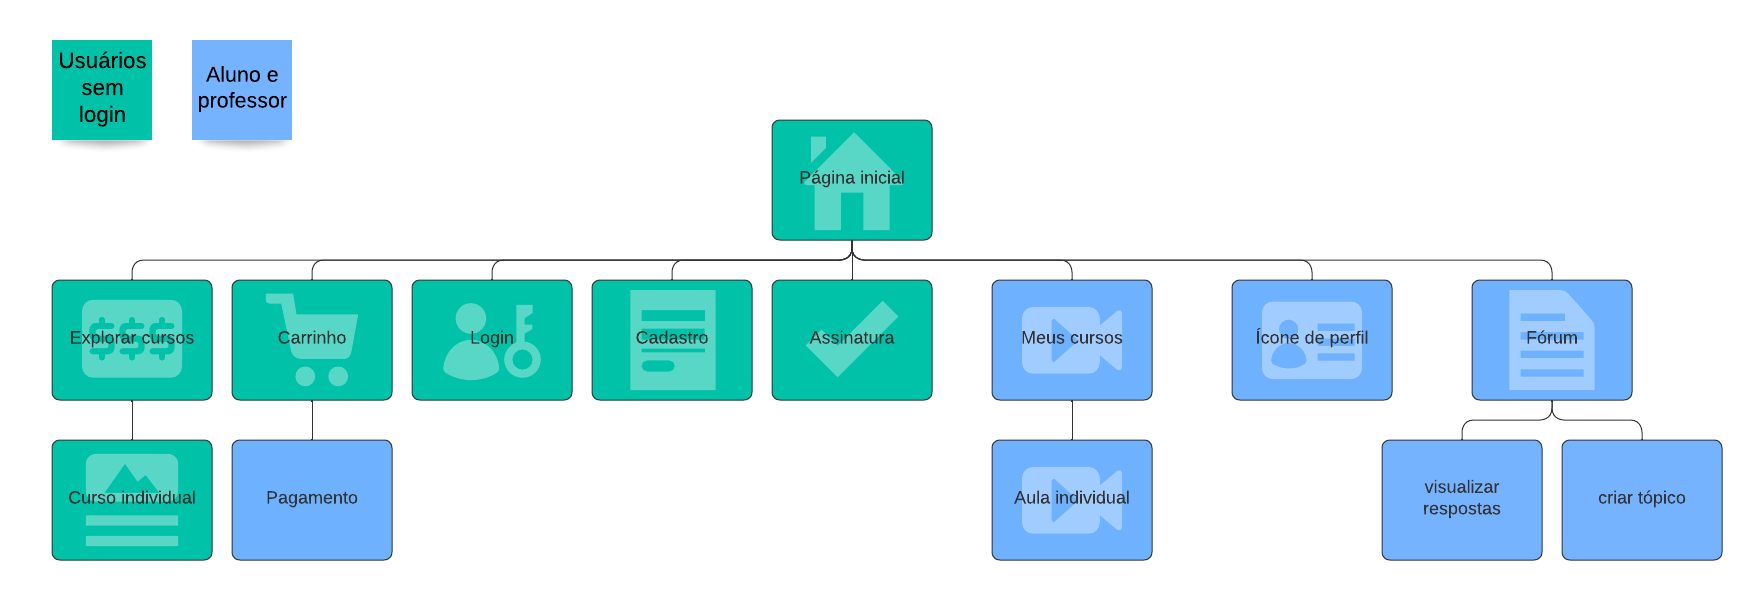 Usuários
sem
login
Aluno e
professor
Página inicial
Explorar cursos
Carrinho
Login
Cadastro
Assinatura
Meus cursos
Ícone de perfil
Fórum
Curso individual
Pagamento
Aula individual
visualizar
respostas
criar tópico